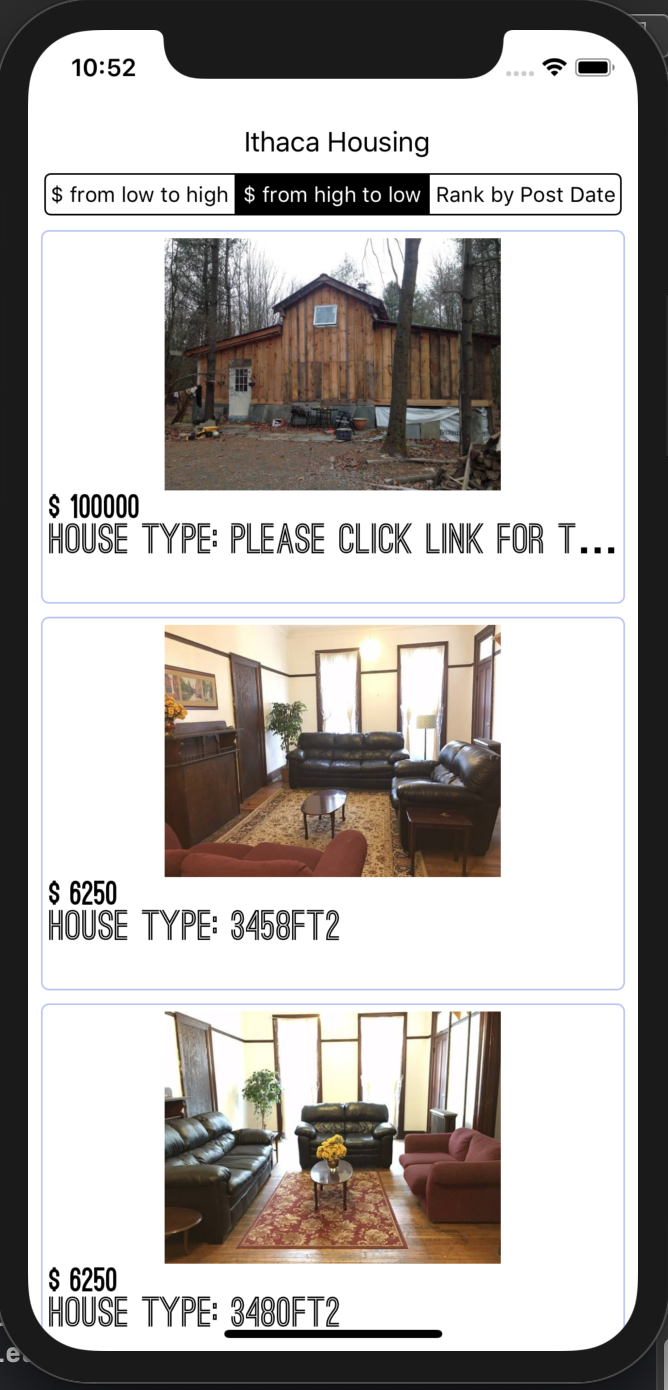 10:52
Ithaca Housing
$ from low to high $ from high to low Rank by Post Date
$ 100000
HOUSE TYPE: PLEASE CLICK LINK FOR T...
$ 6250
HOUSE TYPE: 3458FT2
$ 6250
HOUSE TYPE: 3480FT2